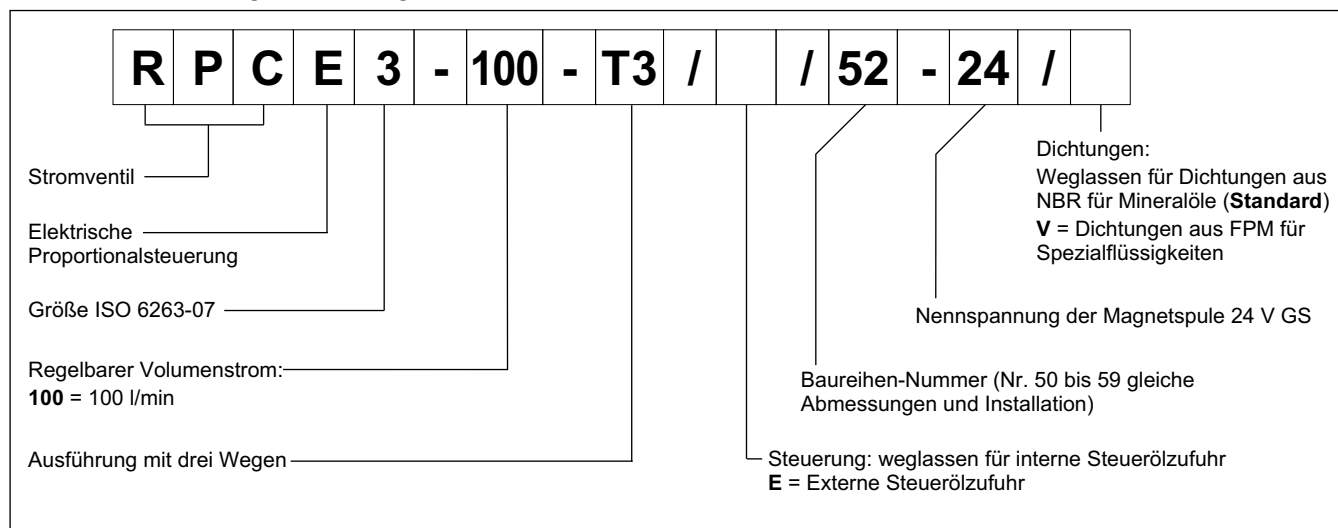 R P C E 3 - 100 - T3 / / 52 - 24 /
Stromventil
Elektrische
Proportionalsteuerung
Größe ISO 6263-07
Regelbarer Volumenstrom:
100 = 100 l/min
Ausführung mit drei Wegen
Dichtungen:
Weglassen für Dichtungen aus
NBR für Mineralöle (Standard)
V = Dichtungen aus FPM für
Spezialflüssigkeiten
Nennspannung der Magnetspule 24 V GS
Baureihen-Nummer (Nr. 50 bis 59 gleiche
Abmessungen und Installation)
Steuerung: weglassen für interne Steuerölzufuhr
E = Externe Steuerölzufuhr